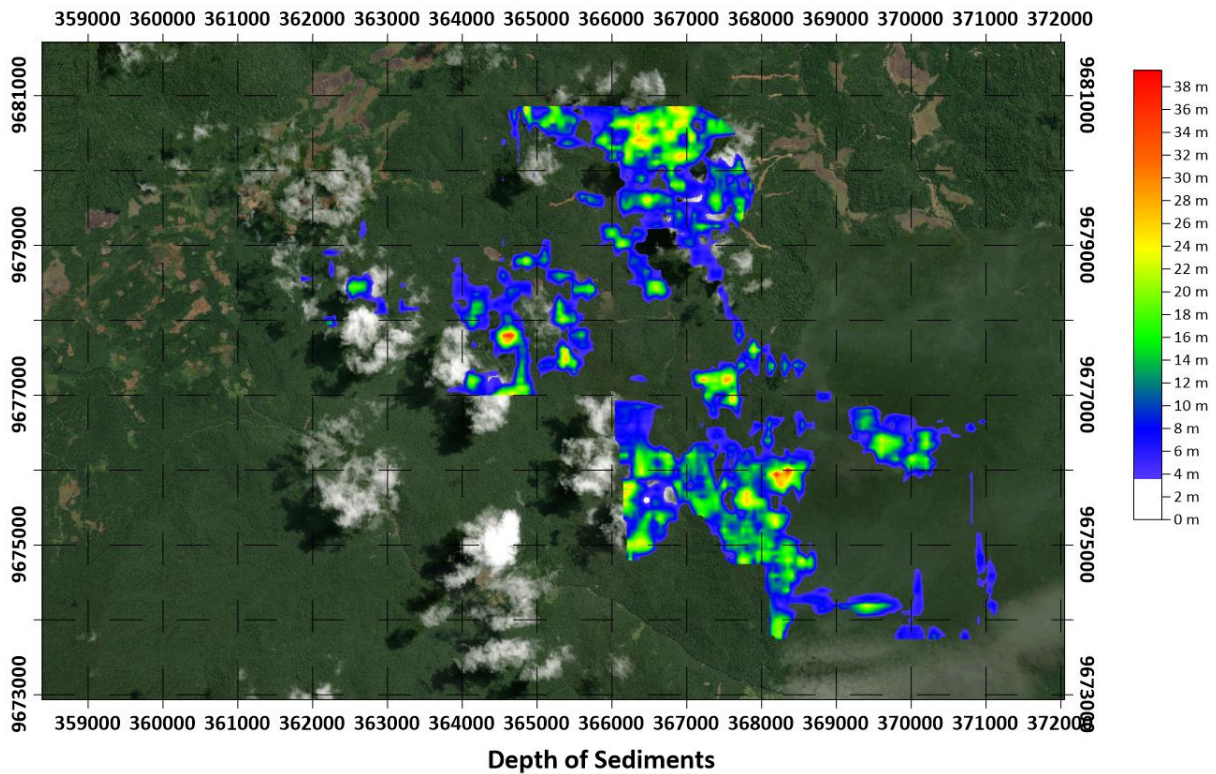 359000 360000 361000 362000 363000 364000 365000 366000 367000 368000 369000 370000 371000 372000
9681000
9679000
9677000
9675000
9673000
9681000
9679000
9677000
9675000
9673000
38 m
36 m
34 m
32 m
30 m
28 m
26 m
24 m
22 m
20 m
18 m
16 m
14 m
12 m
10 m
8 m
6 m
4 m
2 m
0 m
359000 360000 361000 362000 363000 364000 365000 366000 367000 368000 369000 370000 371000 372000
Depth of Sediments